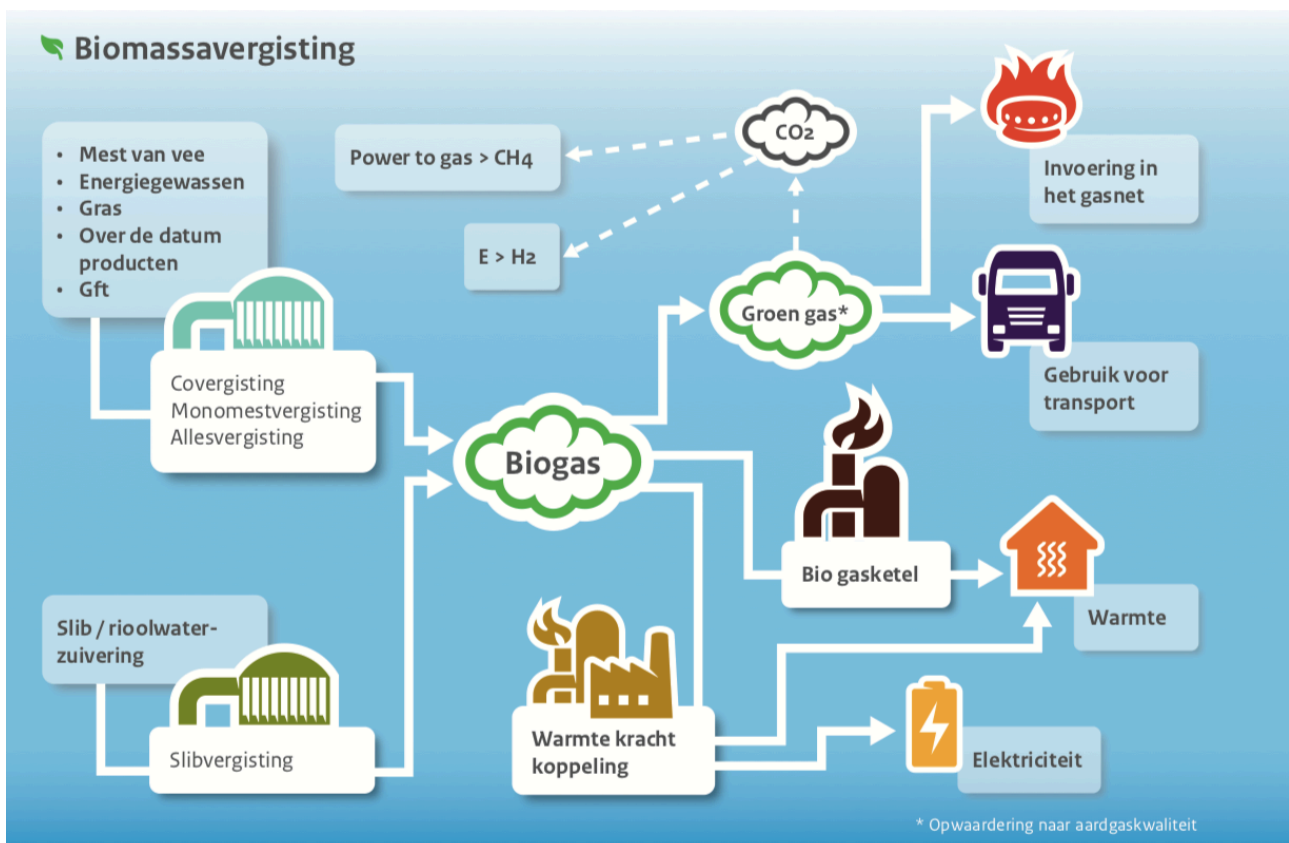 Biomassavergisting
• Mest van vee
• Energiegewassen
• Gras
• Over de datum
producten
• Gft
Covergisting
Monomestvergisting
Allesvergisting
Slib / rioolwater-
zuivering
Slibvergisting
Biogas
Power to gas > CH4
E > H2
CO2
Groen gas*
Invoering in
het gasnet
Gebruik voor
transport
Bio gasketel
Warmte
Warmte kracht
koppeling
Elektriciteit
* Opwaardering naar aardgaskwaliteit